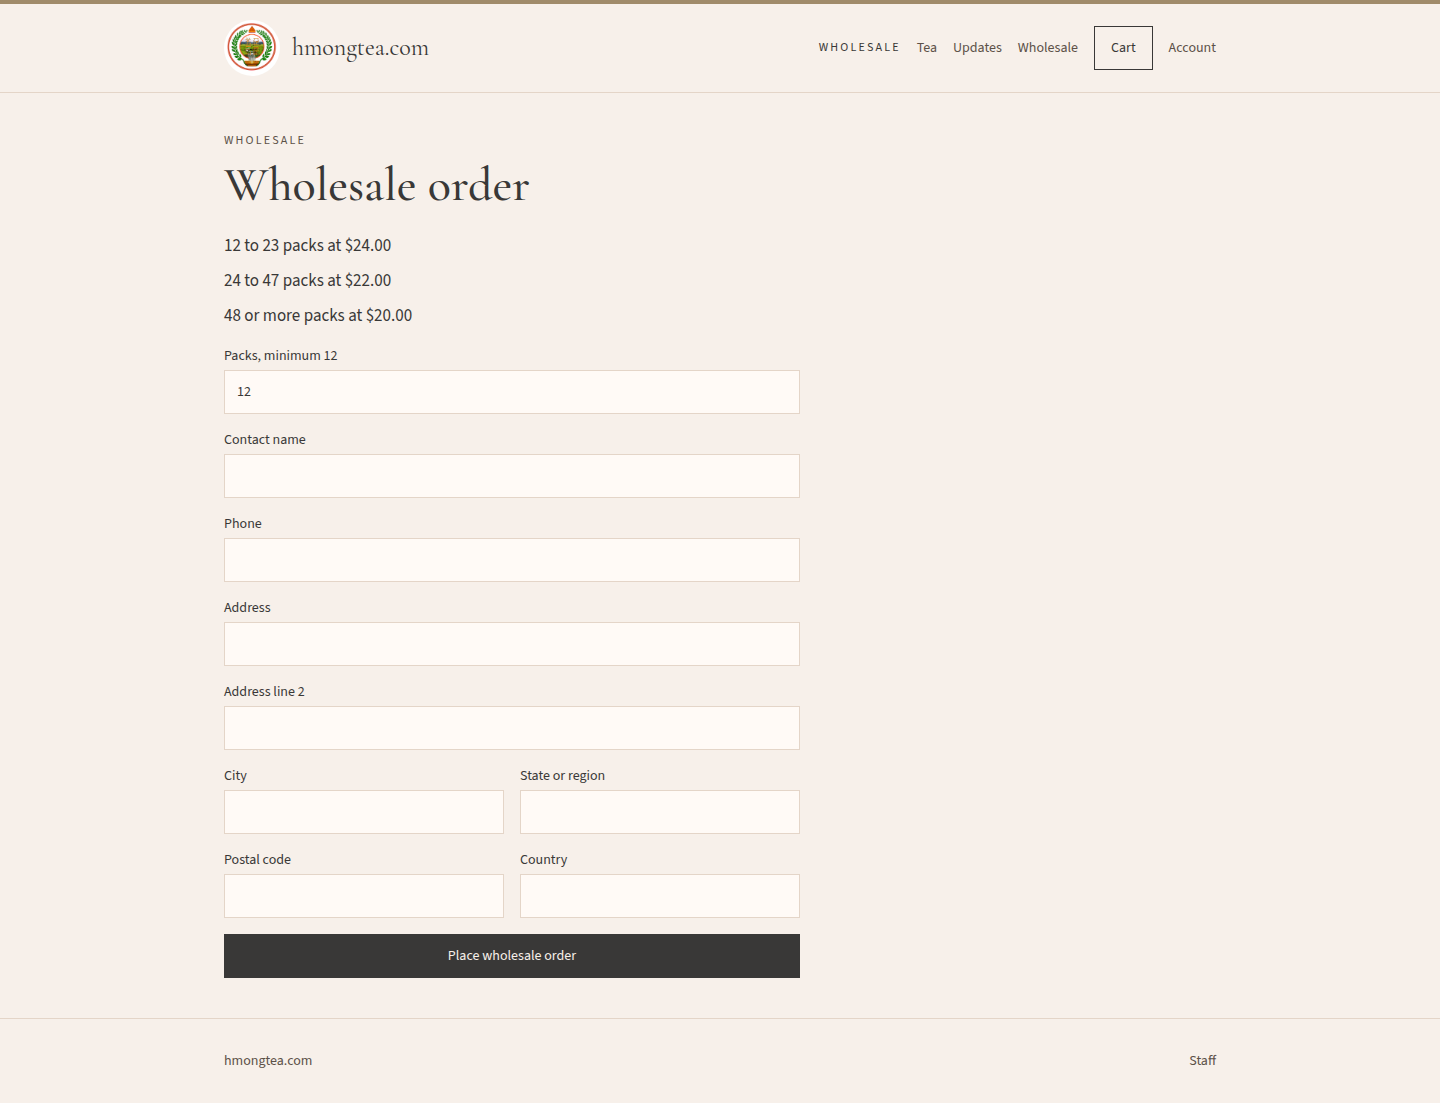 hmongtea.com
WHOLESALE Tea Updates Wholesale Cart Account
WHOLESALE
Wholesale order
12 to 23 packs at $24.00
24 to 47 packs at $22.00
48 or more packs at $20.00
Packs, minimum 12
12
Contact name
Phone
Address
Address line 2
City State or region
Postal code Country
Place wholesale order
hmongtea.com Staff